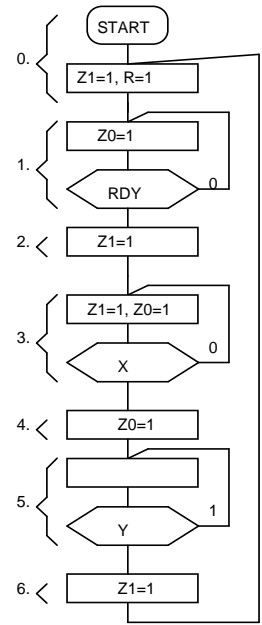 START
0.
Z1=1, R=1
Z0=1
1.
RDY
0
2.
Z1=1
Z1=1, Z0=1
3.
0
X
4.
Z0=1
5.
1
Y
6.
Z1=1